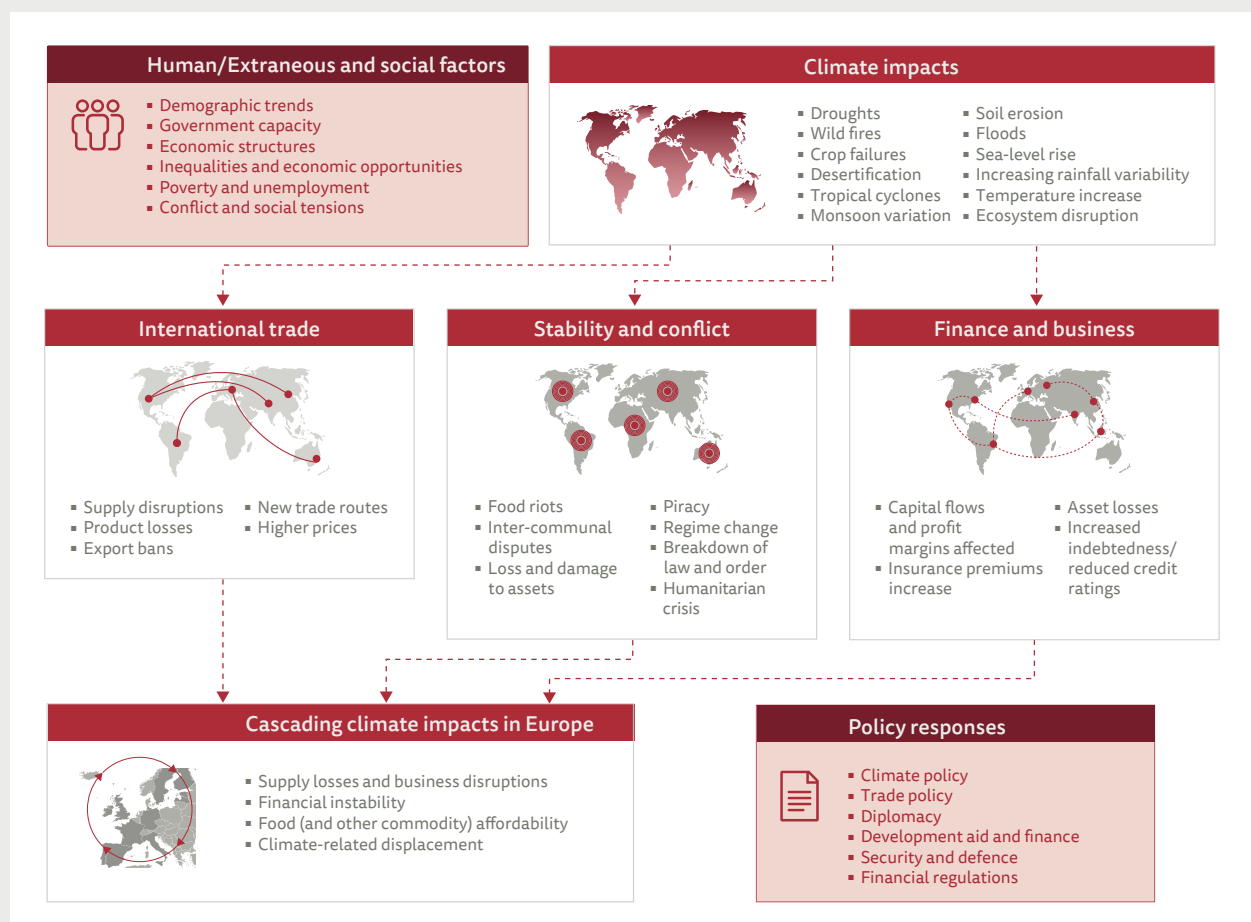 Human/Extraneous and social factors
▪ Demographic trends
▪ Government capacity
▪ Economic structures
▪ Inequalities and economic opportunities
▪ Poverty and unemployment
▪ Conflict and social tensions
Climate impacts
▪ Droughts
▪ Wild fires
▪ Crop failures
▪ Desertification
▪ Tropical cyclones
▪ Monsoon variation
▪ Soil erosion
▪ Floods
▪ Sea-level rise
▪ Increasing rainfall variability
▪ Temperature increase
▪ Ecosystem disruption
International trade
▪ Supply disruptions
▪ Product losses
▪ Export bans
▪ New trade routes
▪ Higher prices
Stability and conflict
▪ Food riots
▪ Inter-communal
disputes
▪ Loss and damage
to assets
▪ Piracy
▪ Regime change
▪ Breakdown of
law and order
▪ Humanitarian
crisis
Finance and business
▪ Capital flows
and profit
margins affected
▪ Insurance premiums
increase
▪ Asset losses
▪ Increased
indebtedness/
reduced credit
ratings
Cascading climate impacts in Europe
▪ Supply losses and business disruptions
▪ Financial instability
▪ Food (and other commodity) affordability
▪ Climate-related displacement
Policy responses
▪ Climate policy
▪ Trade policy
▪ Diplomacy
▪ Development aid and finance
▪ Security and defence
▪ Financial regulations